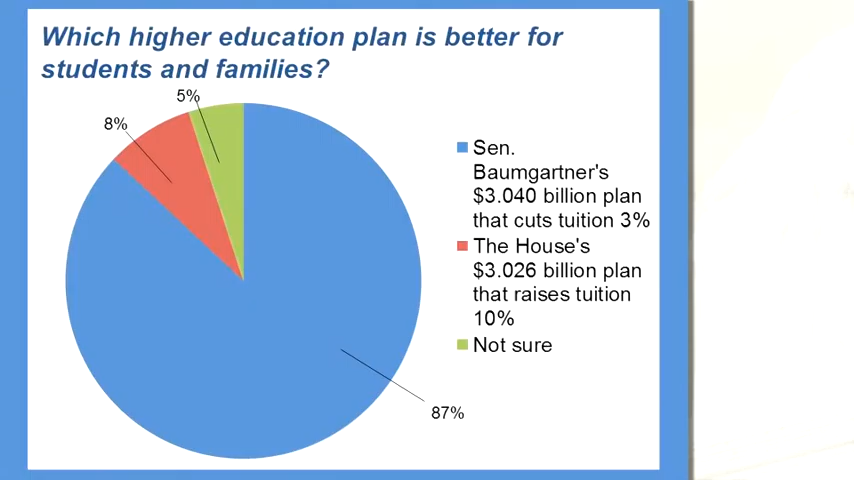 Which higher education plan is better for
students and families?
5%
8%
Sen.
Baumgartner's
$3.040 billion plan
that cuts tuition 3%
The House's
$3.026 billion plan
that raises tuition
10%
Not sure
87%